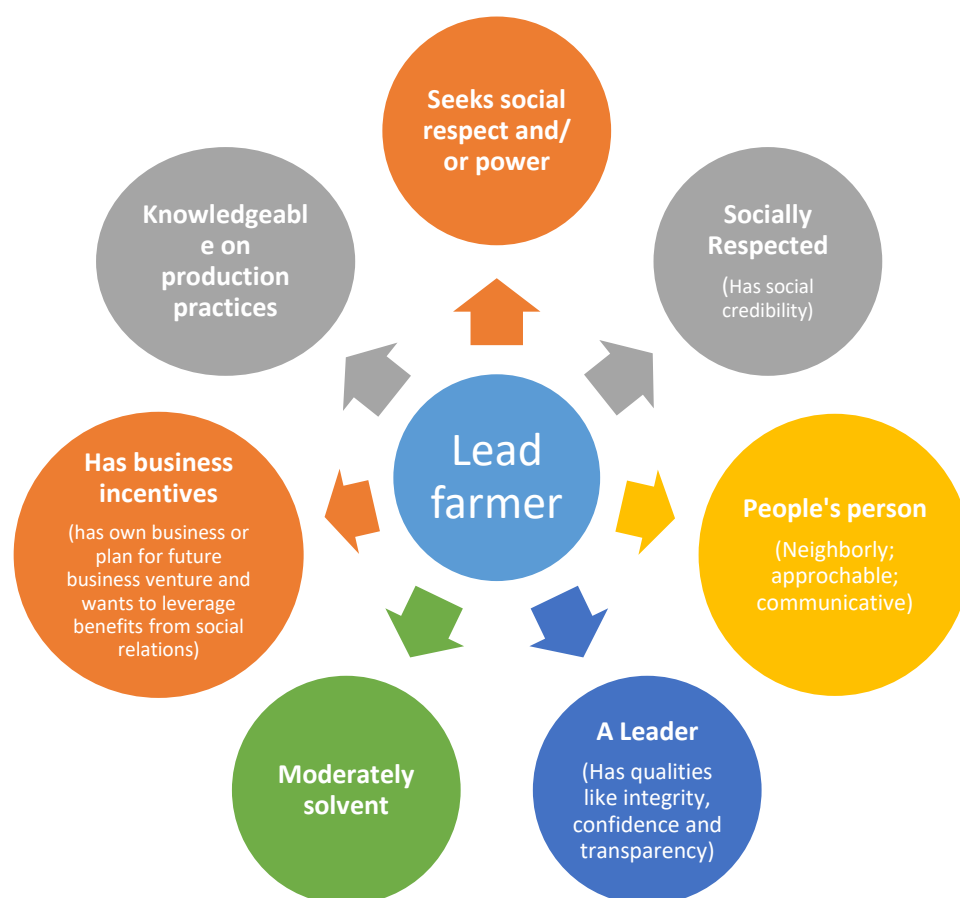 Seeks social
respect and/
or power
Socially
Respected
(Has social
credibility)
People's person
(Neighborly;
approchable;
communicative)
A Leader
(Has qualities
like integrity,
confidence and
transparency)
Moderately
solvent
Has business
incentives
(has own business or
plan for future
business venture and
wants to leverage
benefits from social
relations)
Knowledgeabl
e on
production
practices
Lead
farmer